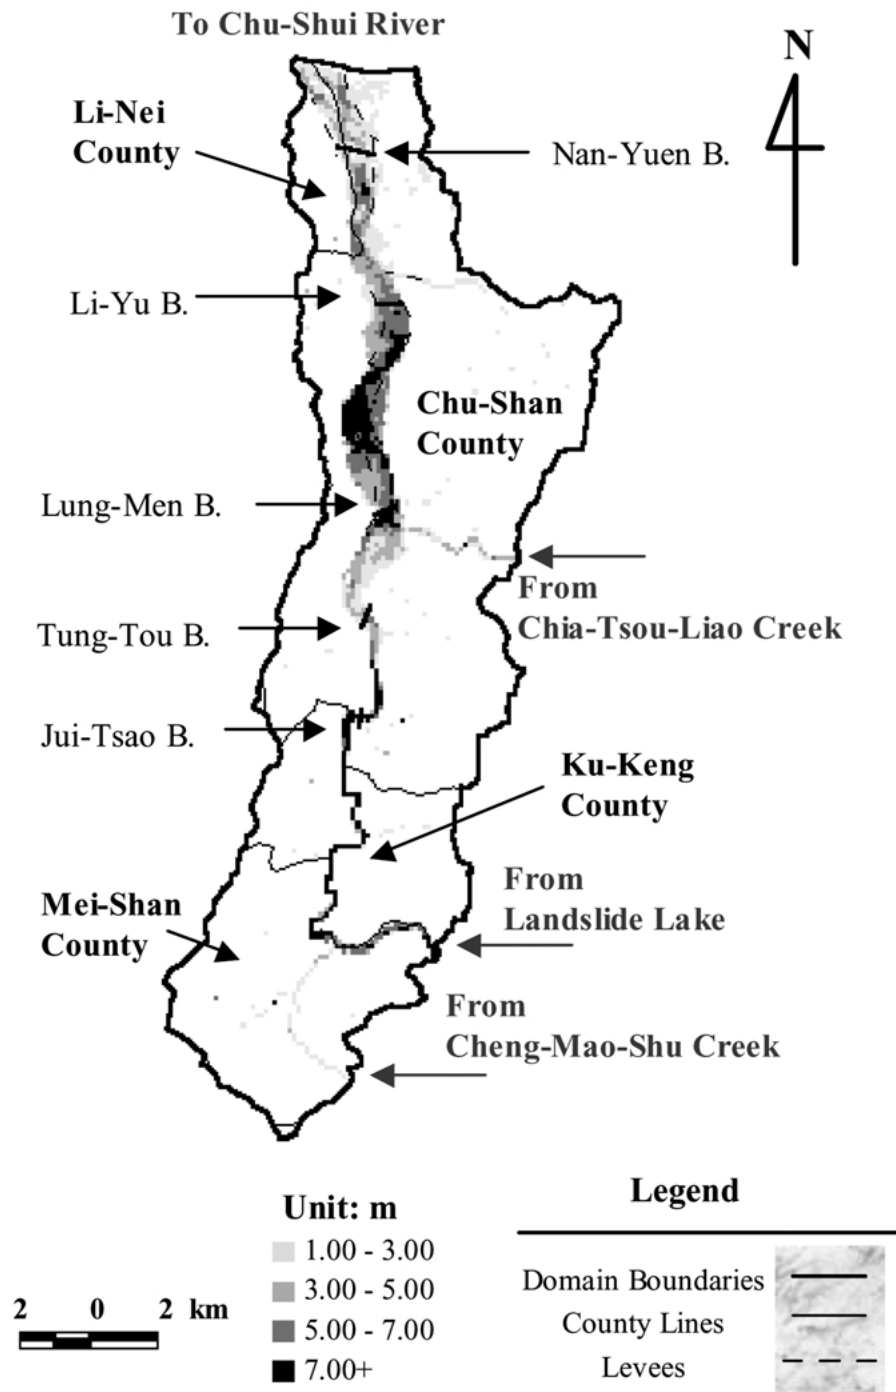 To Chu-Shui River
N
Li-Nei
County
Nan-Yuen B.
Li-Yu B.
Chu-Shan
County
Lung-Men B.
From
Chia-Tsou-Liao Creek
Tung-Tou B.
Jui-Tsao B.
Ku-Keng
County
From
Landslide Lake
Mei-Shan
County
From
Cheng-Mao-Shu Creek
Unit: m
1.00 - 3.00
3.00 - 5.00
5.00 - 7.00
7.00+
2 0 2 km
Legend
Domain Boundaries
County Lines
Levees